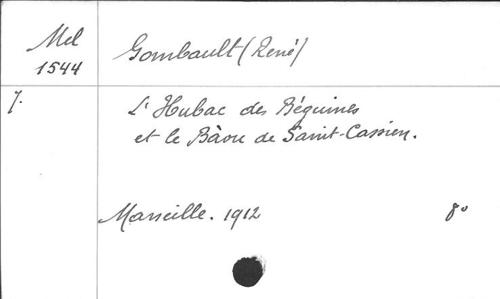 Mel
1544
Gombault (René)
7.
L'Hubac des Béguines
et le Bàou de Saint-Cassien.
Marseille. 1912
8°